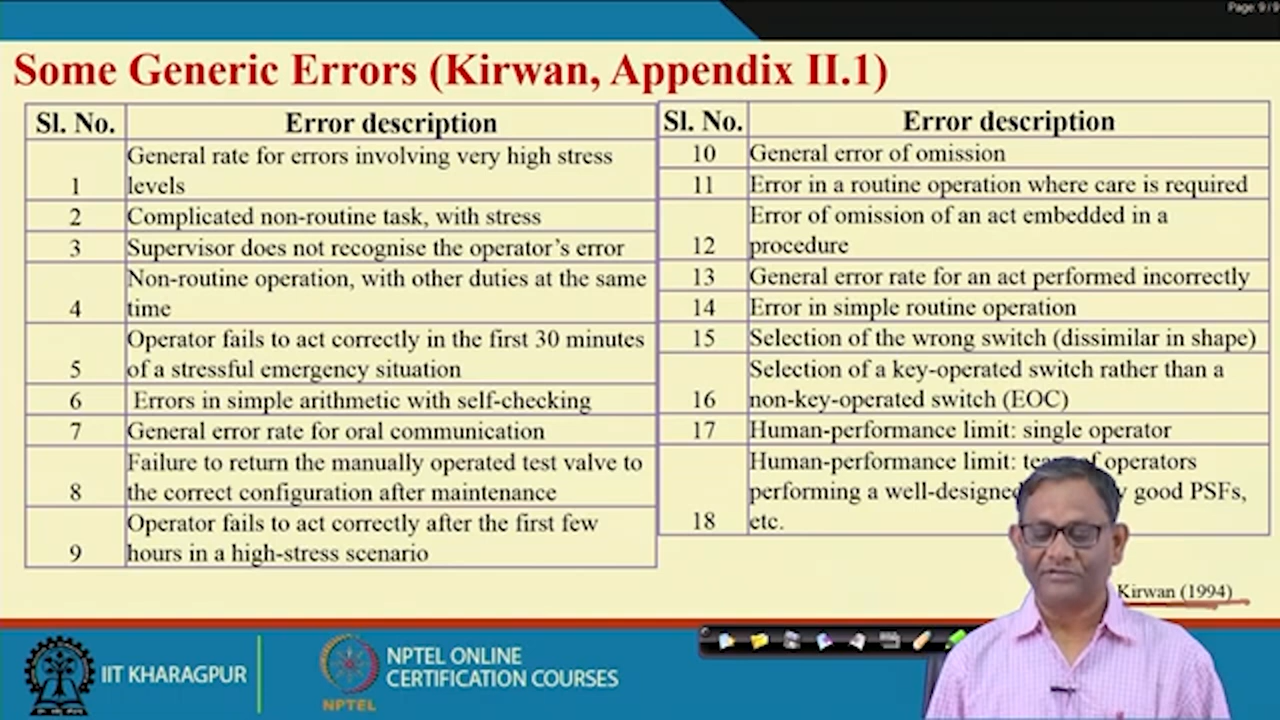 Page: 9 / 9
Some Generic Errors (Kirwan, Appendix II.1)
Sl. No. Error description
1 General rate for errors involving very high stress
levels
2 Complicated non-routine task, with stress
3 Supervisor does not recognise the operator's error
4 Non-routine operation, with other duties at the same
time
5 Operator fails to act correctly in the first 30 minutes
of a stressful emergency situation
6 Errors in simple arithmetic with self-checking
7 General error rate for oral communication
8 Failure to return the manually operated test valve to
the correct configuration after maintenance
9 Operator fails to act correctly after the first few
hours in a high-stress scenario
Sl. No. Error description
10 General error of omission
11 Error in a routine operation where care is required
12 Error of omission of an act embedded in a
procedure
13 General error rate for an act performed incorrectly
14 Error in simple routine operation
15 Selection of the wrong switch (dissimilar in shape)
16 Selection of a key-operated switch rather than a
non-key-operated switch (EOC)
17 Human-performance limit: single operator
18 Human-performance limit: team of operators
performing a well-designed good PSFs,
etc.
Kirwan (1994)
IIT KHARAGPUR
NPTEL
NPTEL ONLINE
CERTIFICATION COURSES